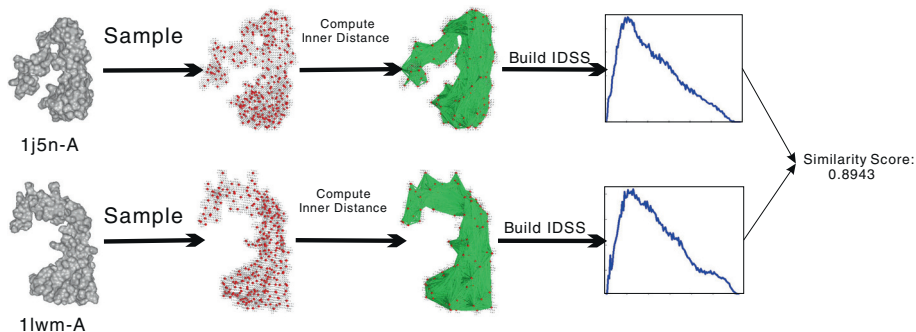 Sample
Compute
Inner Distance
Build IDSS
1j5n-A
Similarity Score:
0.8943
Sample
Compute
Inner Distance
Build IDSS
1lwm-A